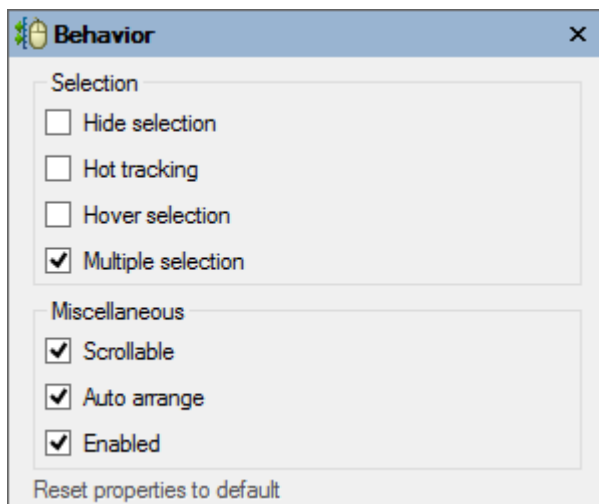 Behavior
Selection
Hide selection
Hot tracking
Hover selection
Multiple selection
Miscellaneous
Scrollable
Auto arrange
Enabled
Reset properties to default